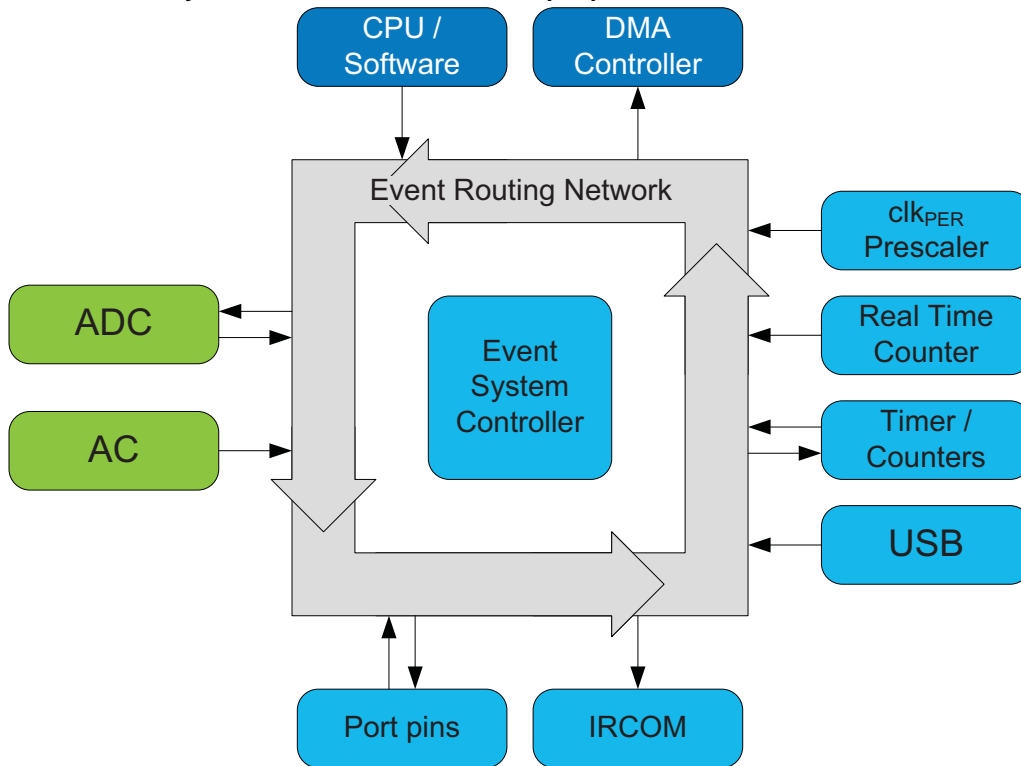 CPU /
Software
DMA
Controller
Event Routing Network
clkPER
Prescaler
ADC
Real Time
Counter
Event
System
Controller
AC
Timer /
Counters
USB
Port pins
IRCOM